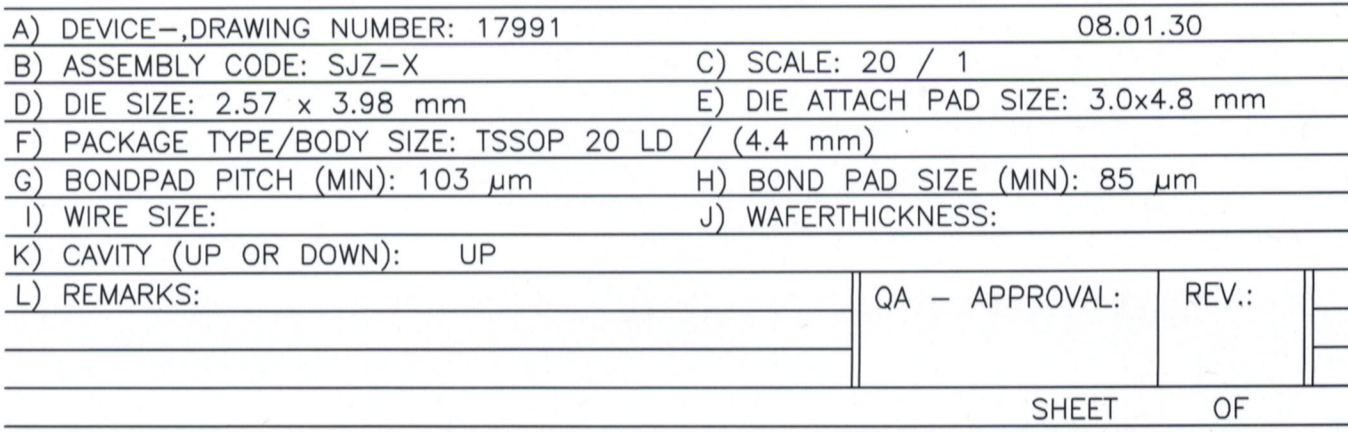 A) DEVICE-,DRAWING NUMBER: 17991 08.01.30
B) ASSEMBLY CODE: SJZ-X C) SCALE: 20 / 1
D) DIE SIZE: 2.57 x 3.98 mm E) DIE ATTACH PAD SIZE: 3.0x4.8 mm
F) PACKAGE TYPE/BODY SIZE: TSSOP 20 LD / (4.4 mm)
G) BONDPAD PITCH (MIN): 103 µm H) BOND PAD SIZE (MIN): 85 µm
I) WIRE SIZE: J) WAFERTHICKNESS:
K) CAVITY (UP OR DOWN): UP
L) REMARKS: QA - APPROVAL: REV.:
SHEET OF